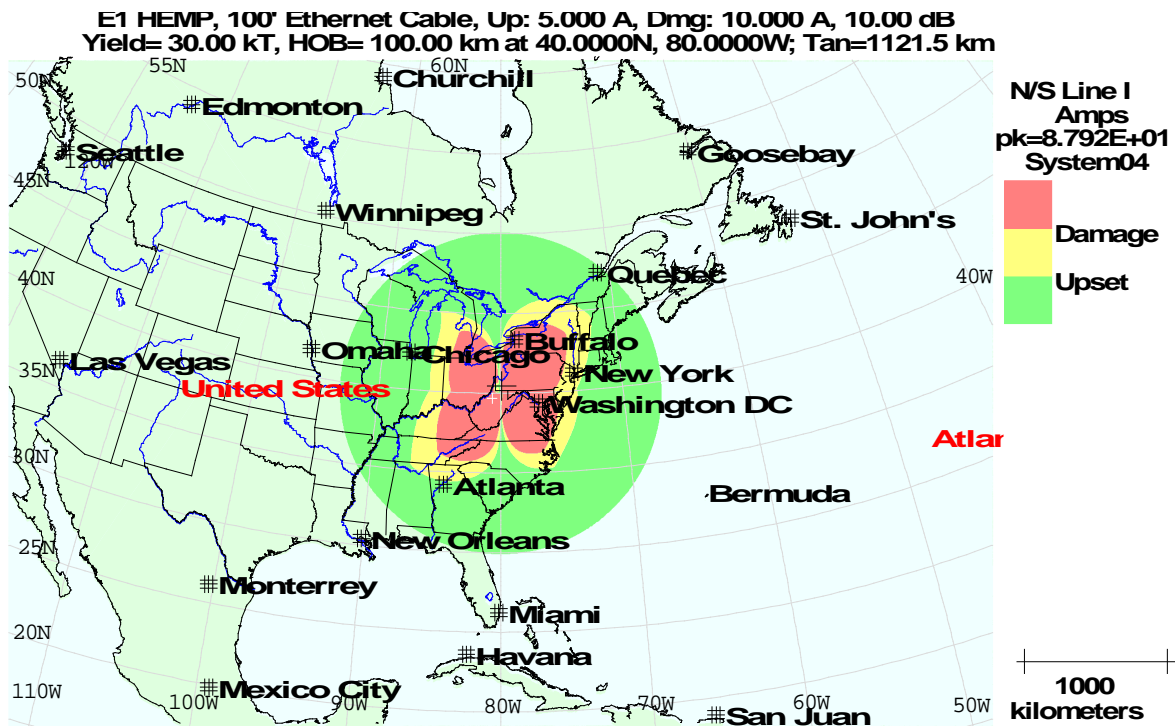 E1 HEMP, 100' Ethernet Cable, Up: 5.000 A, Dmg: 10.000 A, 10.00 dB
Yield= 30.00 kT, HOB= 100.00 km at 40.0000N, 80.0000W; Tan=1121.5 km
50N
55N
60N
Churchill
Edmonton
Seattle
120W
Goosebay
45N
Winnipeg
St. John's
40N
Quebec
40W
Buffalo
Omaha
Chicago
Las Vegas
35N
New York
United States
Washington DC
Atlan
30N
Atlanta
Bermuda
New Orleans
25N
Monterrey
Miami
20N
Havana
110W
Mexico City
100W
90W
80W
70W
60W
50W
San Juan
N/S Line I
Amps
pk=8.792E+01
System04
Damage
Upset
1000
kilometers